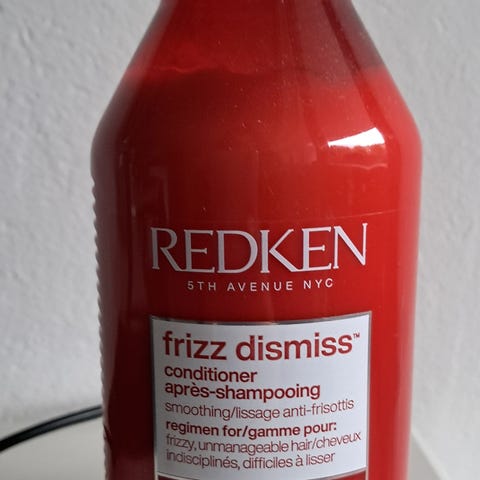 REDKEN
5TH AVENUE NYC
frizz dismiss™
conditioner
après-shampooing
smoothing/lissage anti-frisottis
regimen for/gamme pour:
frizzy, unmanageable hair/cheveux
indisciplinés, difficiles à lisser